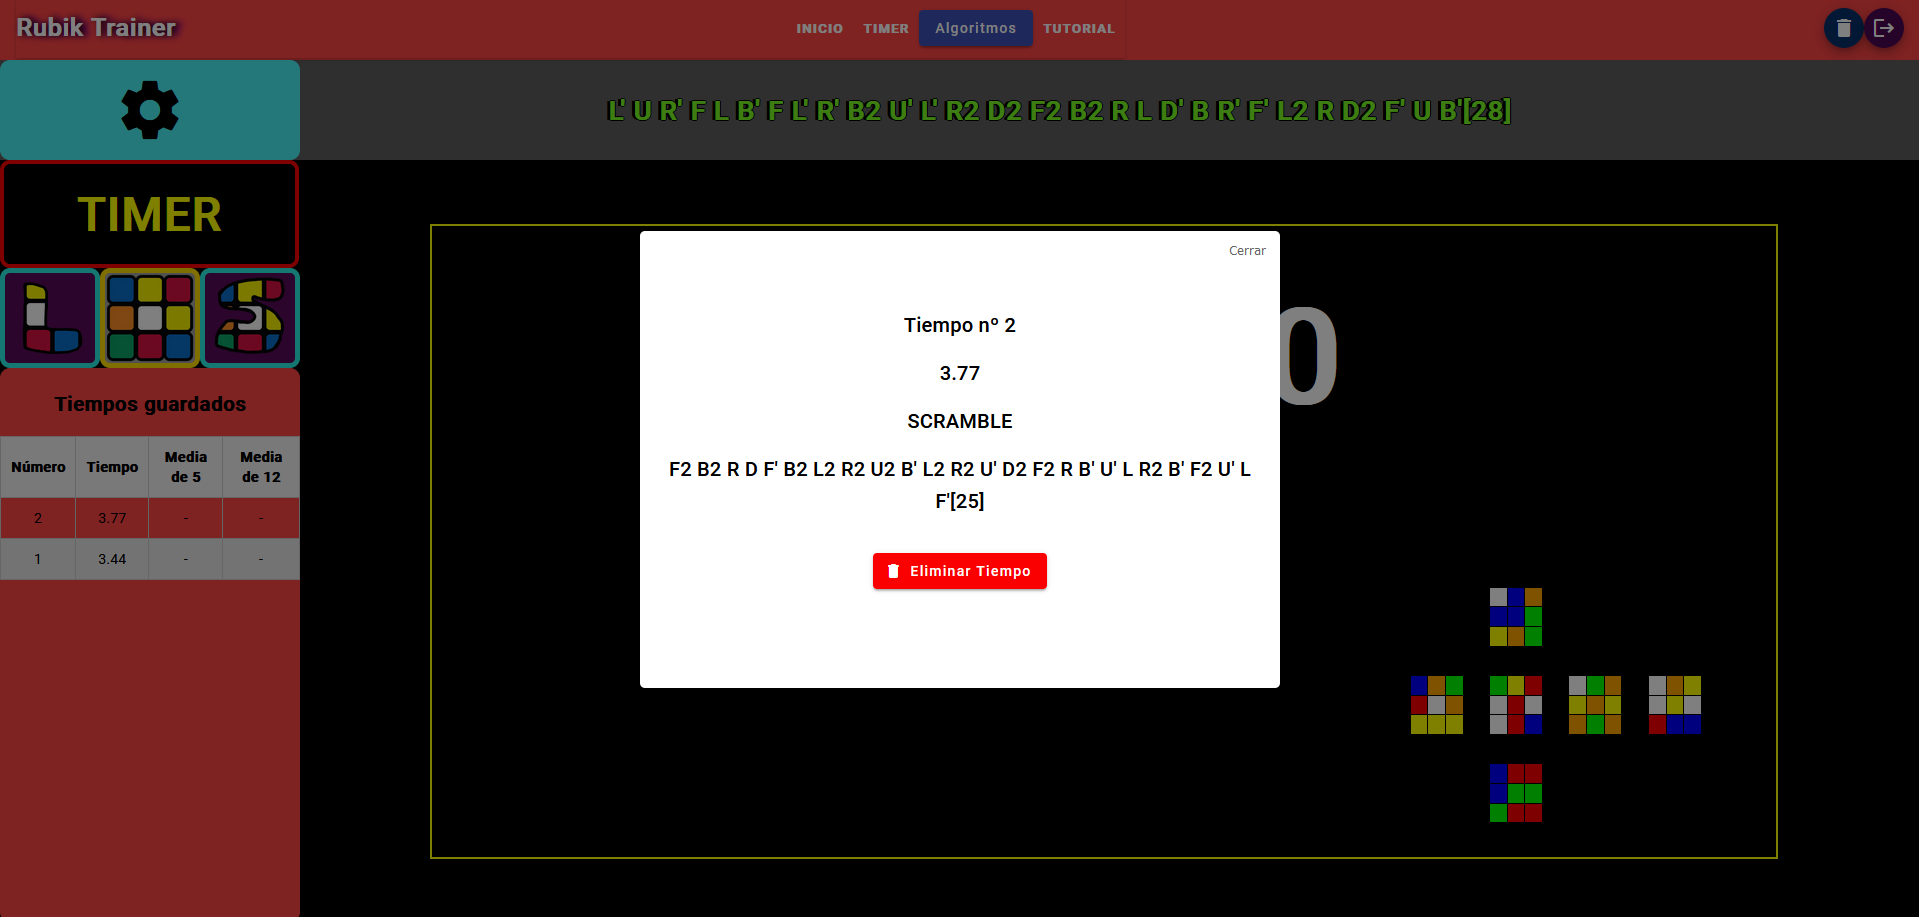 Rubik Trainer
INICIO TIMER Algoritmos TUTORIAL
L' U R' F L B' F L' R' B2 U' L' R2 D2 F2 B2 R L D' B R' F' L2 R D2 F' U B'[28]
TIMER
Tiempos guardados
Número Tiempo Media de 5 Media de 12
2 3.77 - -
1 3.44 - -
Cerrar
Tiempo nº 2
3.77
SCRAMBLE
F2 B2 R D F' B2 L2 R2 U2 B' L2 R2 U' D2 F2 R B' U' L R2 B' F2 U' L
F'[25]
Eliminar Tiempo
0